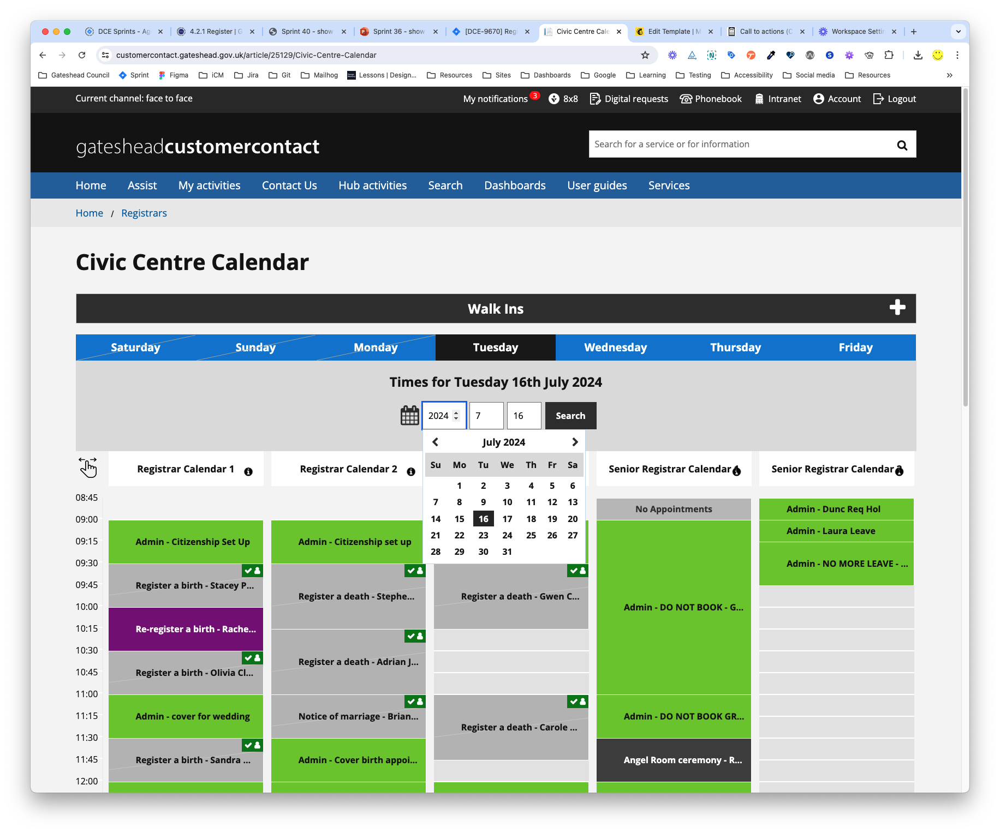 DCE Sprints - Ag
4.2.1 Register | G
Sprint 40 - show
Sprint 36 - show
[DCE-9670] Regi
Civic Centre Cale
Edit Template | M
Call to actions (C
Workspace Settin
customercontact.gateshead.gov.uk/article/25129/Civic-Centre-Calendar
Gateshead Council
Sprint
Figma
iCM
Jira
Git
Mailhog
Lessons | Design...
Resources
Sites
Dashboards
Google
Learning
Testing
Accessibility
Social media
Resources
Current channel: face to face
My notifications 3
8x8
Digital requests
Phonebook
Intranet
Account
Logout
gatesheadcustomercontact
Search for a service or for information
Home
Assist
My activities
Contact Us
Hub activities
Search
Dashboards
User guides
Services
Home / Registrars
Civic Centre Calendar
Walk Ins
Saturday
Sunday
Monday
Tuesday
Wednesday
Thursday
Friday
Times for Tuesday 16th July 2024
2024 7 16 Search
July 2024
Su Mo Tu We Th Fr Sa
1 2 3 4 5 6
7 8 9 10 11 12 13
14 15 16 17 18 19 20
21 22 23 24 25 26 27
28 29 30 31
Registrar Calendar 1
Registrar Calendar 2
Senior Registrar Calendar
Senior Registrar Calendar
08:45
09:00
09:15
09:30
09:45
10:00
10:15
10:30
10:45
11:00
11:15
11:30
11:45
12:00
Admin - Citizenship Set Up
Register a birth - Stacey P...
Re-register a birth - Rache...
Register a birth - Olivia Cl...
Admin - cover for wedding
Register a birth - Sandra ...
Admin - Citizenship set up
Register a death - Stephe...
Register a death - Adrian J...
Notice of marriage - Brian...
Admin - Cover birth appoi...
Register a death - Gwen C...
Register a death - Carole ...
No Appointments
Admin - DO NOT BOOK - G...
Admin - DO NOT BOOK GR...
Angel Room ceremony - R...
Admin - Dunc Req Hol
Admin - Laura Leave
Admin - NO MORE LEAVE - ...